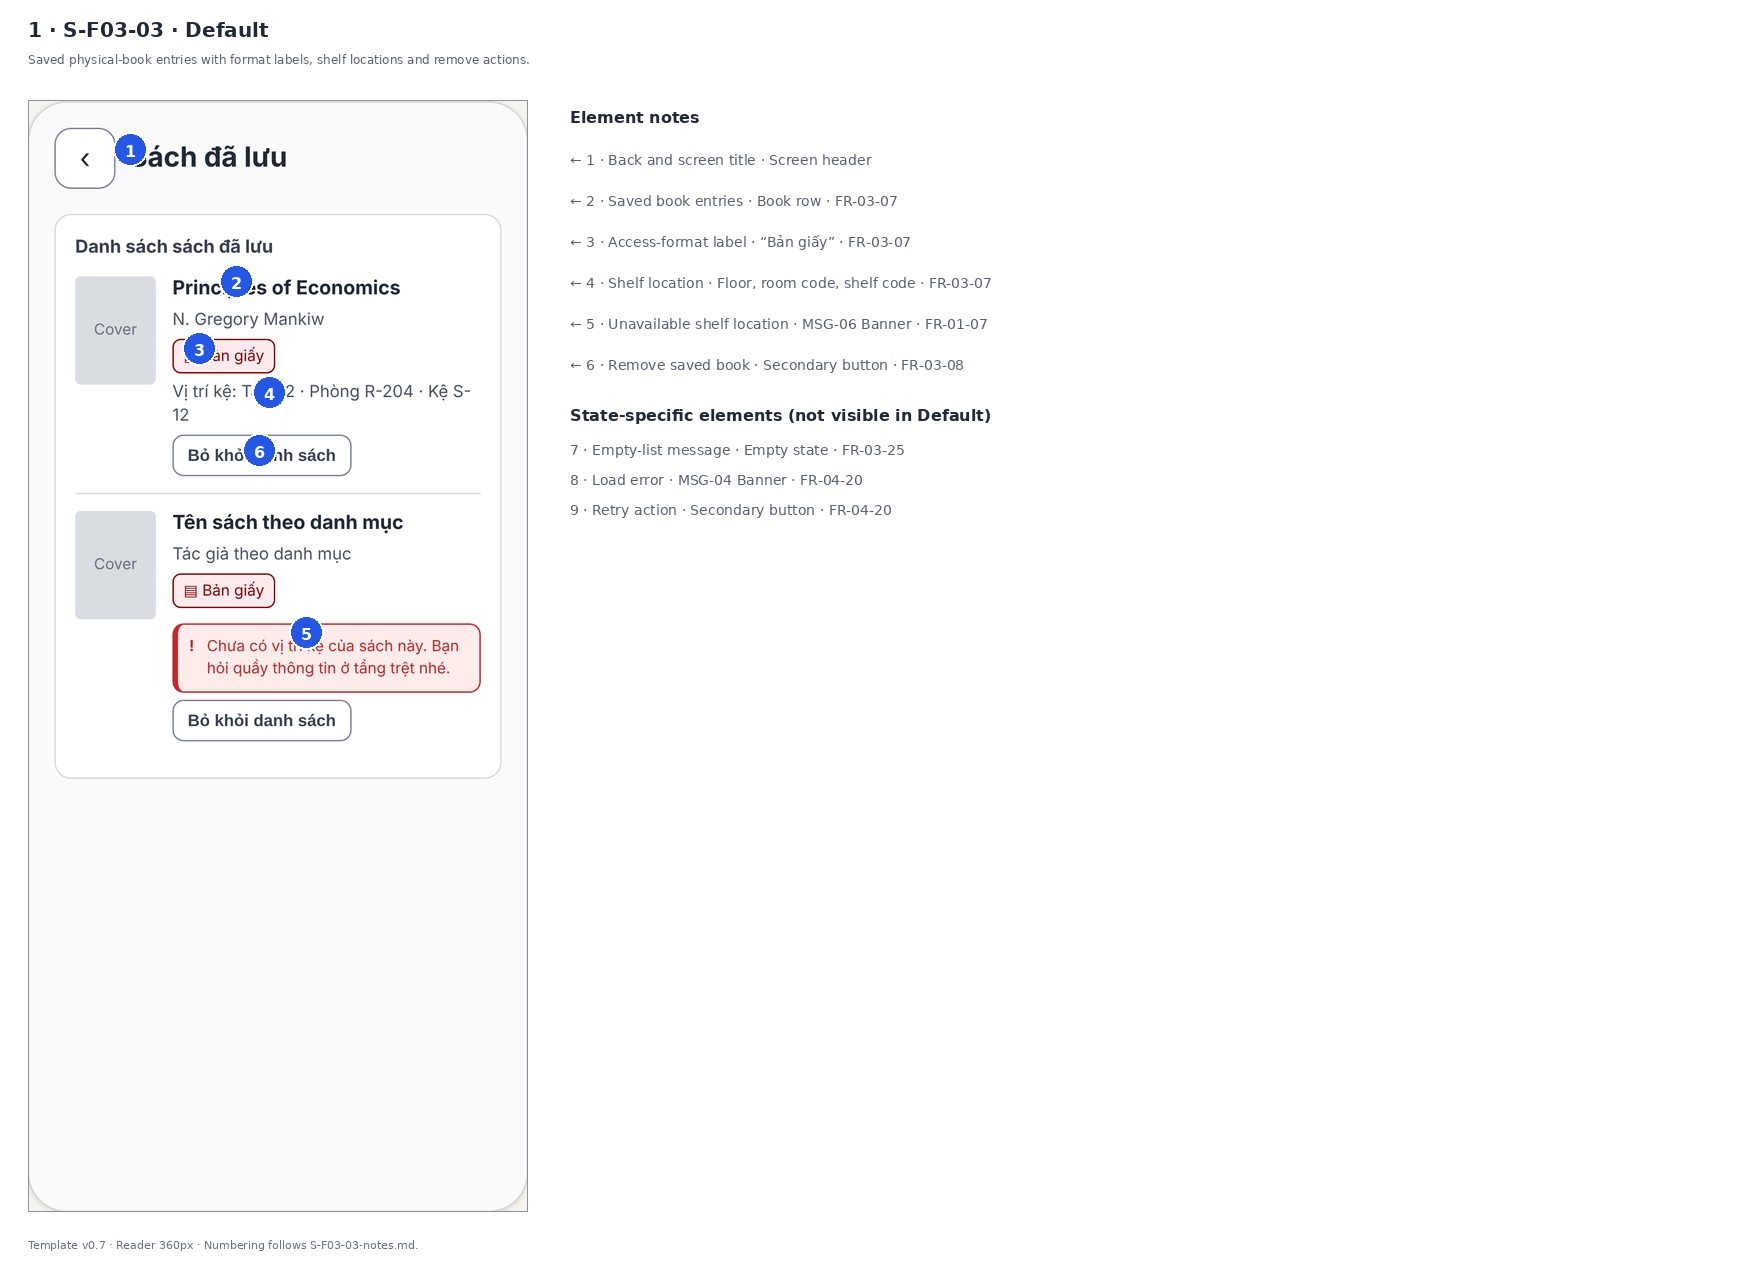 1 · S-F03-03 · Default
Saved physical-book entries with format labels, shelf locations and remove actions.
‹ 1 Sách đã lưu
Danh sách sách đã lưu
Cover
2
of Economics
N. Gregory Mankiw
3 giấy
Vị trí kệ: 4 2 · Phòng R-204 · Kệ S-
12
Bỏ 6 sách
Cover
Tên sách theo danh mục
Tác giả theo danh mục
▤ Bản giấy
5
! Chưa có vị kệ của sách này. Bạn
hỏi quầy thông tin ở tầng trệt nhé.
Bỏ khỏi danh sách
Element notes
← 1 · Back and screen title · Screen header
← 2 · Saved book entries · Book row · FR-03-07
← 3 · Access-format label · “Bản giấy” · FR-03-07
← 4 · Shelf location · Floor, room code, shelf code · FR-03-07
← 5 · Unavailable shelf location · MSG-06 Banner · FR-01-07
← 6 · Remove saved book · Secondary button · FR-03-08
State-specific elements (not visible in Default)
7 · Empty-list message · Empty state · FR-03-25
8 · Load error · MSG-04 Banner · FR-04-20
9 · Retry action · Secondary button · FR-04-20
Template v0.7 · Reader 360px · Numbering follows S-F03-03-notes.md.